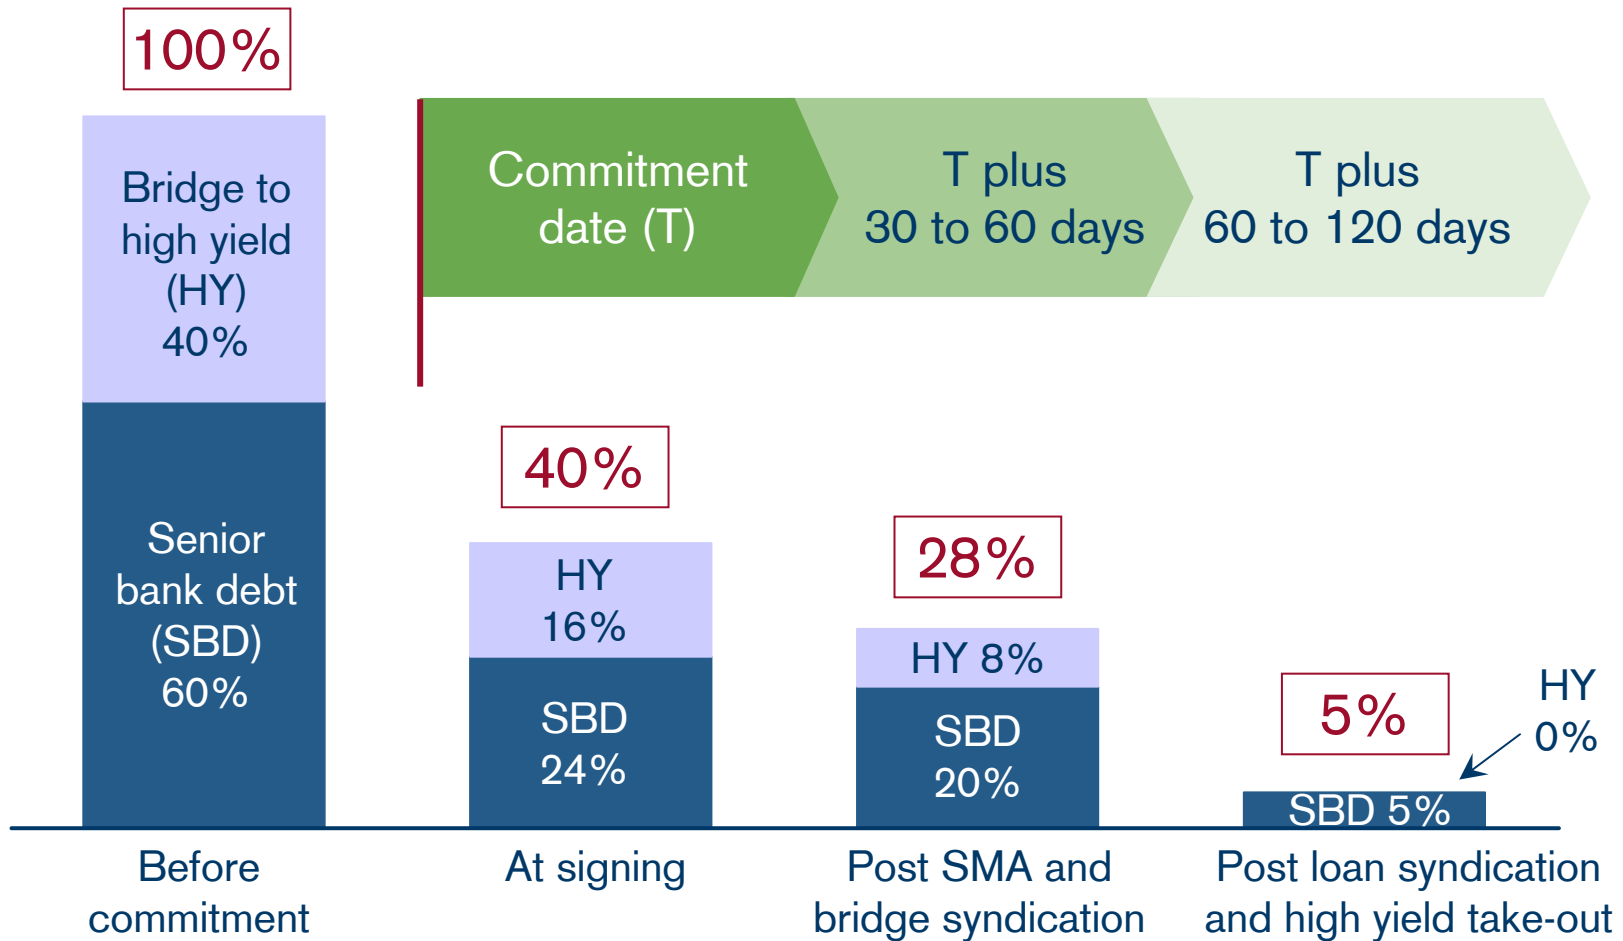 100%
Bridge to
high yield
(HY)
40%
Senior
bank debt
(SBD)
60%
Commitment
date (T)
T plus
30 to 60 days
T plus
60 to 120 days
40%
HY
16%
SBD
24%
28%
HY 8%
SBD
20%
5%
HY
0%
SBD 5%
Before
commitment
At signing
Post SMA and
bridge syndication
Post loan syndication
and high yield take-out